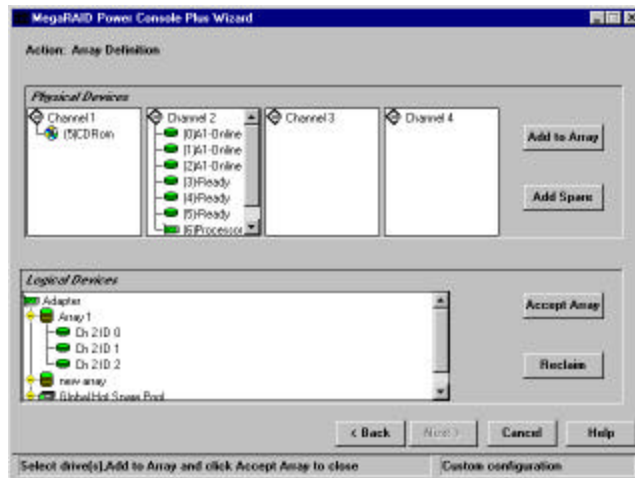 MegaRAID Power Console Plus Wizard
Action: Array Definition
Physical Devices
Channel 1
(5)CD Rom
Channel 2
(0)A1-Online
(1)A1-Online
(2)A1-Online
(3)-Ready
(4)-Ready
(5)-Ready
(6)Processor
Channel 3
Channel 4
Add to Array
Add Spare
Logical Devices
Adapter
Array 1
Ch 2 ID 0
Ch 2 ID 1
Ch 2 ID 2
new array
Global Hot Spare Pool
Accept Array
Reclaim
< Back
Next >
Cancel
Help
Select drive(s),Add to Array and click Accept Array to close
Custom configuration